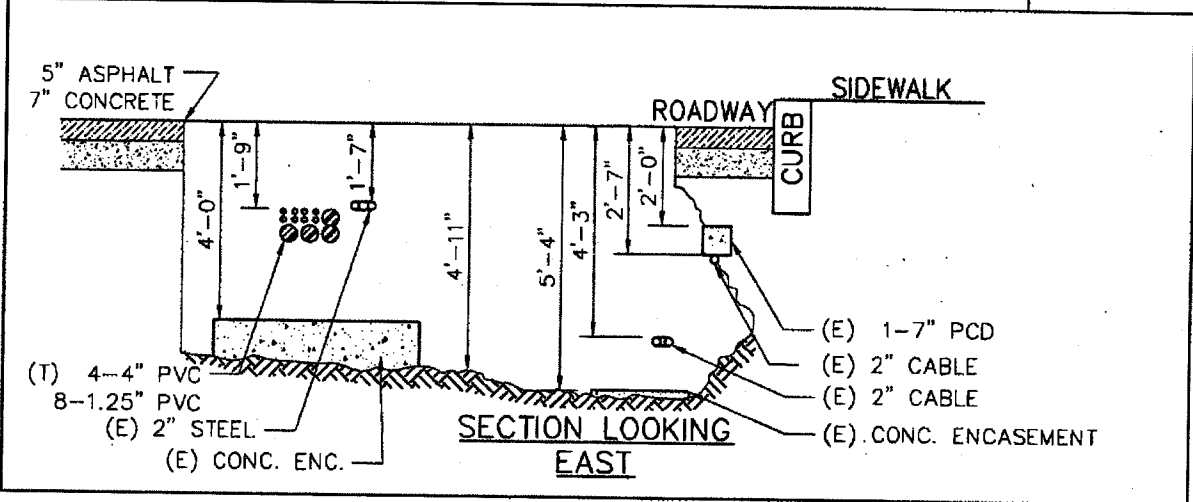 5" ASPHALT
7" CONCRETE
SIDEWALK
ROADWAY
CURB
4'-0"
1'-9"
1'-7"
4'-11"
5'-4"
4'-3"
2'-7"
2'-0"
(E) 1-7" PCD
(E) 2" CABLE
(E) 2" CABLE
(E). CONC. ENCASEMENT
(T) 4-4" PVC
8-1.25" PVC
(E) 2" STEEL
(E) CONC. ENC.
SECTION LOOKING
EAST